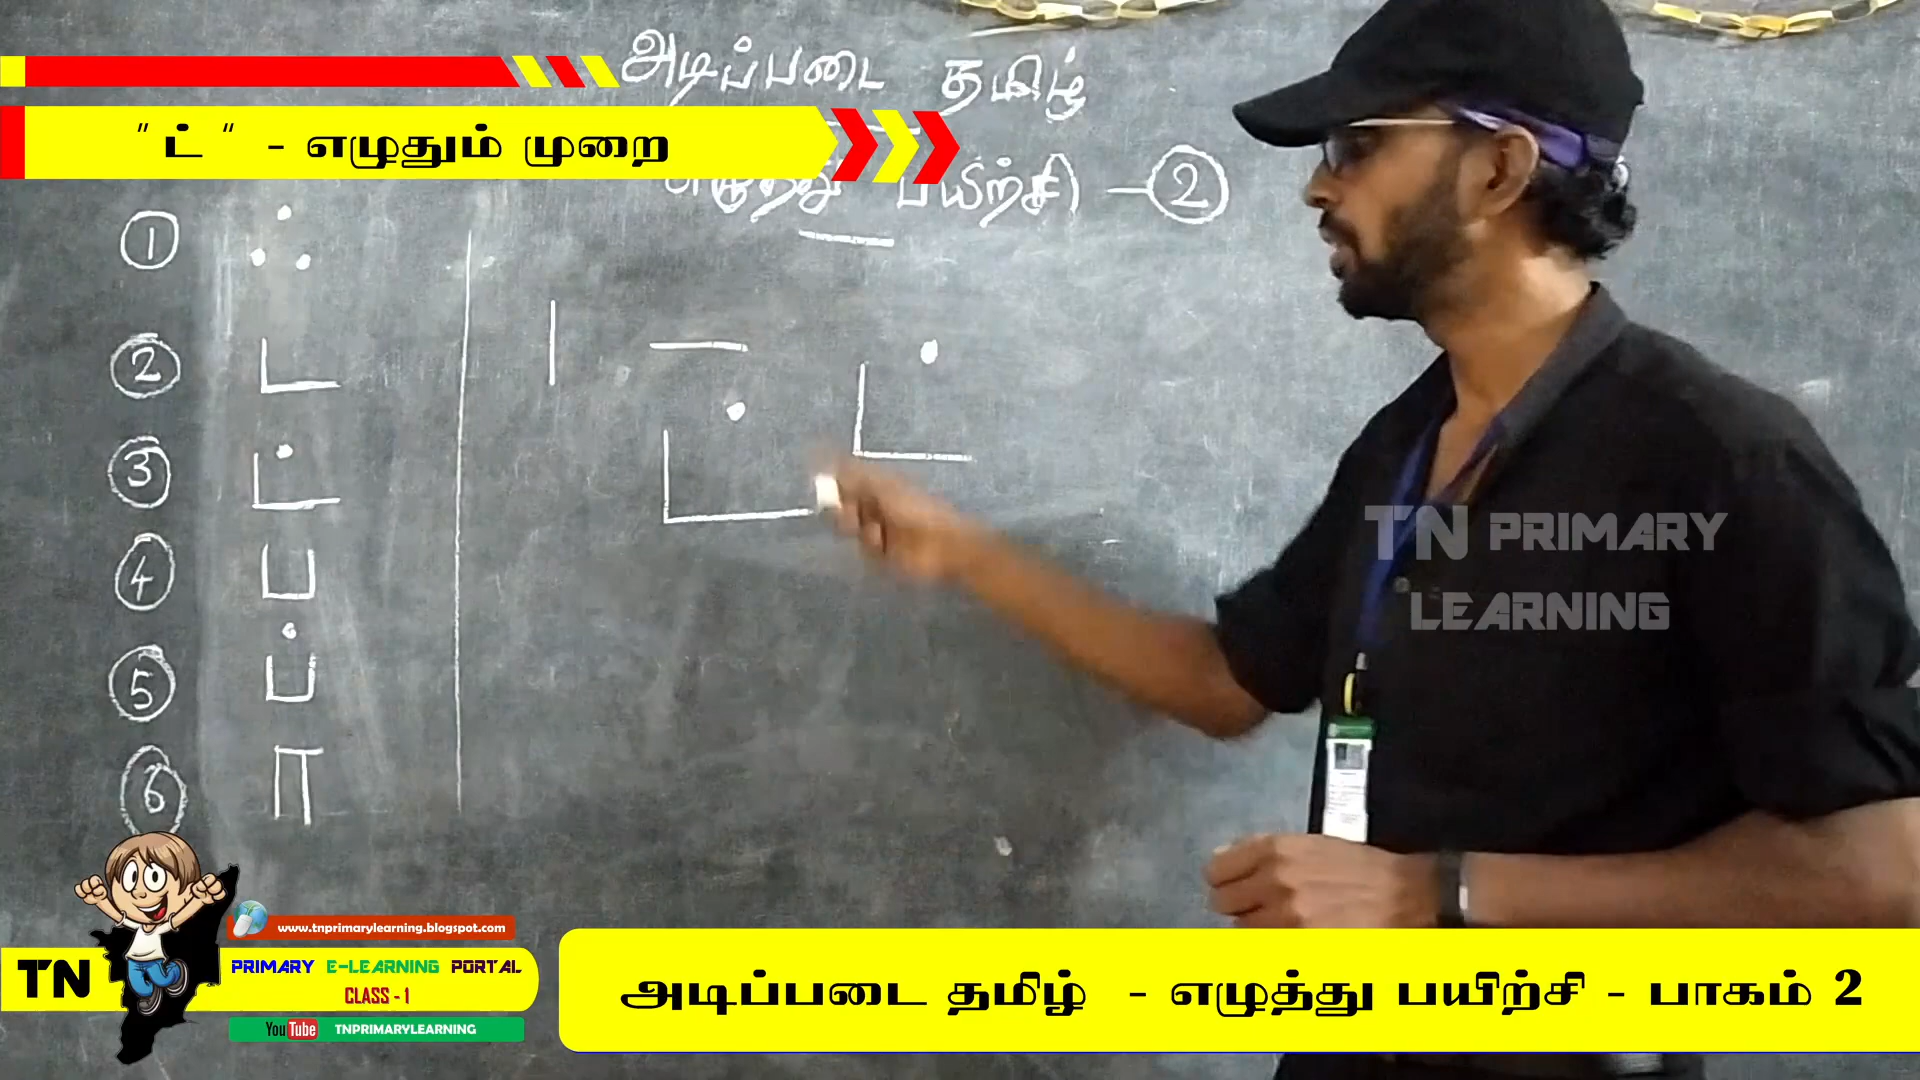 அடிப்படை தமிழ்
" ட் " - எழுதும் முறை
எழுத்து பயிற்சி - 2
1 ஃ
2 ட
3 ட்
4 ப
5 ப்
6 ா
ட்
ட்
TN PRIMARY
LEARNING
www.tnprimarylearning.blogspot.com
TN PRIMARY E-LEARNING PORTAL
CLASS - 1
YouTube TNPRIMARYLEARNING
அடிப்படை தமிழ் - எழுத்து பயிற்சி - பாகம் 2